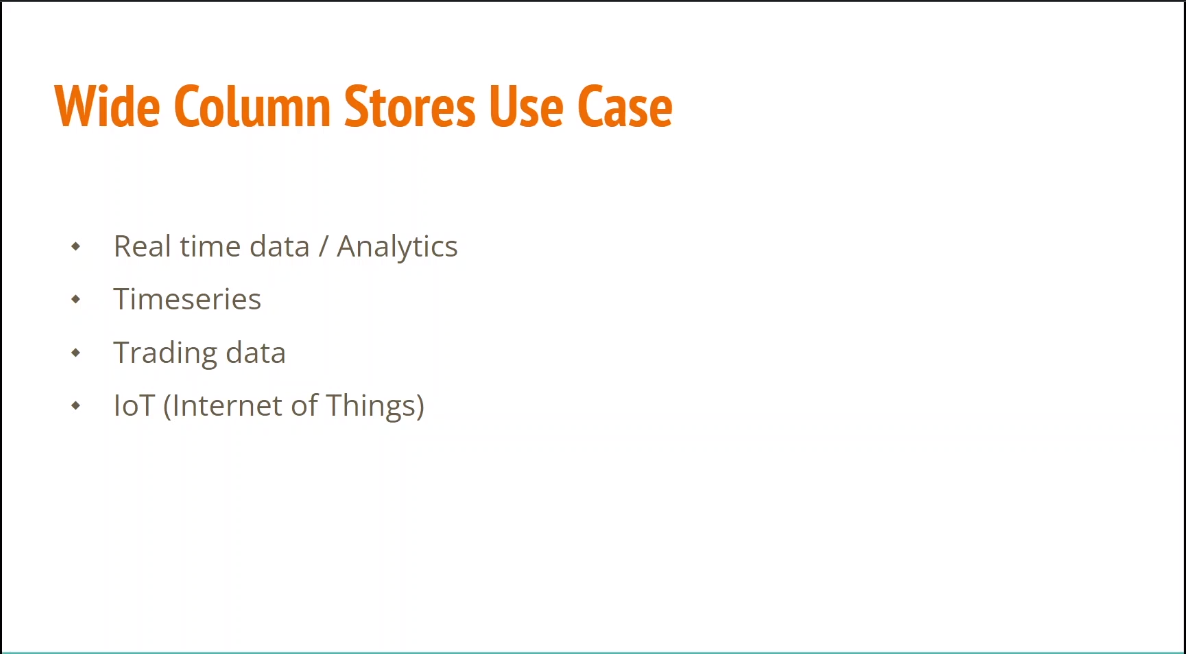 Wide Column Stores Use Case
Real time data / Analytics
Timeseries
Trading data
IoT (Internet of Things)